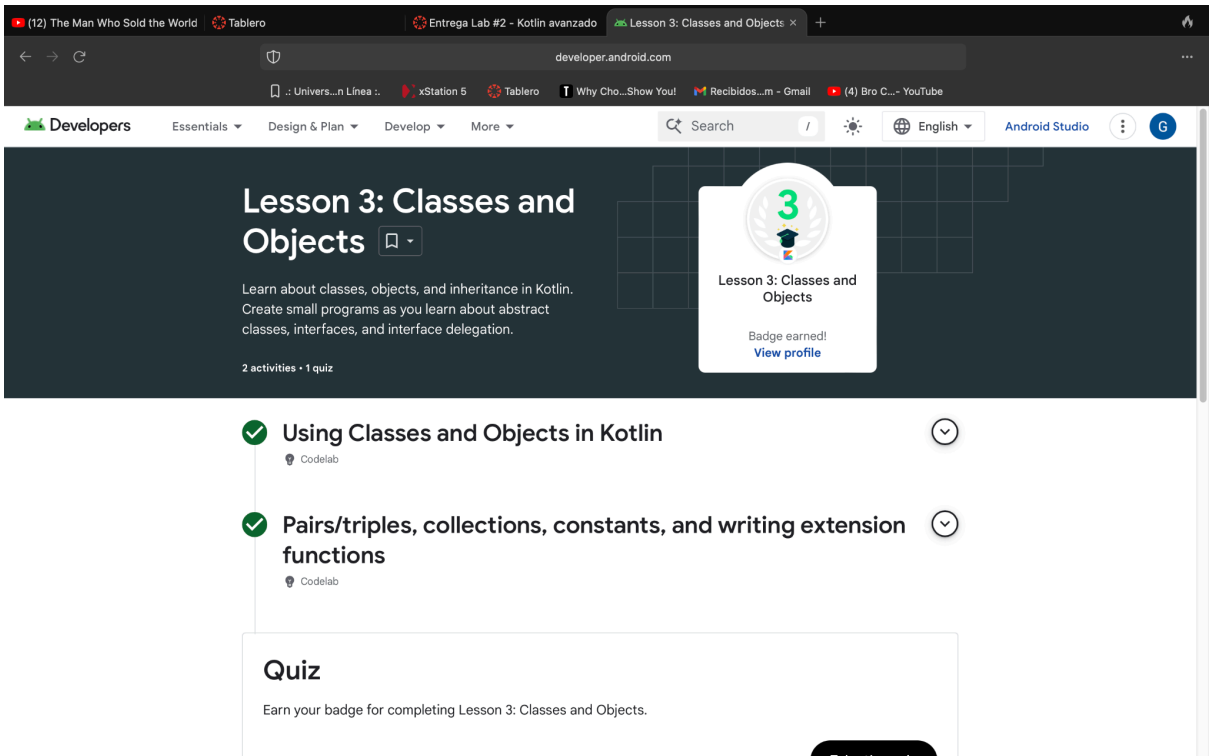 (12) The Man Who Sold the World
Tablero
Entrega Lab #2 - Kotlin avanzado
Lesson 3: Classes and Objects
developer.android.com
.: Univers...n Línea :.
xStation 5
Tablero
Why Cho...Show You!
Recibidos...m - Gmail
(4) Bro C...- YouTube
Developers
Essentials
Design & Plan
Develop
More
Search
/
English
Android Studio
G
Lesson 3: Classes and
Objects
Learn about classes, objects, and inheritance in Kotlin.
Create small programs as you learn about abstract
classes, interfaces, and interface delegation.
2 activities • 1 quiz
3
Lesson 3: Classes and
Objects
Badge earned!
View profile
Using Classes and Objects in Kotlin
Codelab
Pairs/triples, collections, constants, and writing extension
functions
Codelab
Quiz
Earn your badge for completing Lesson 3: Classes and Objects.